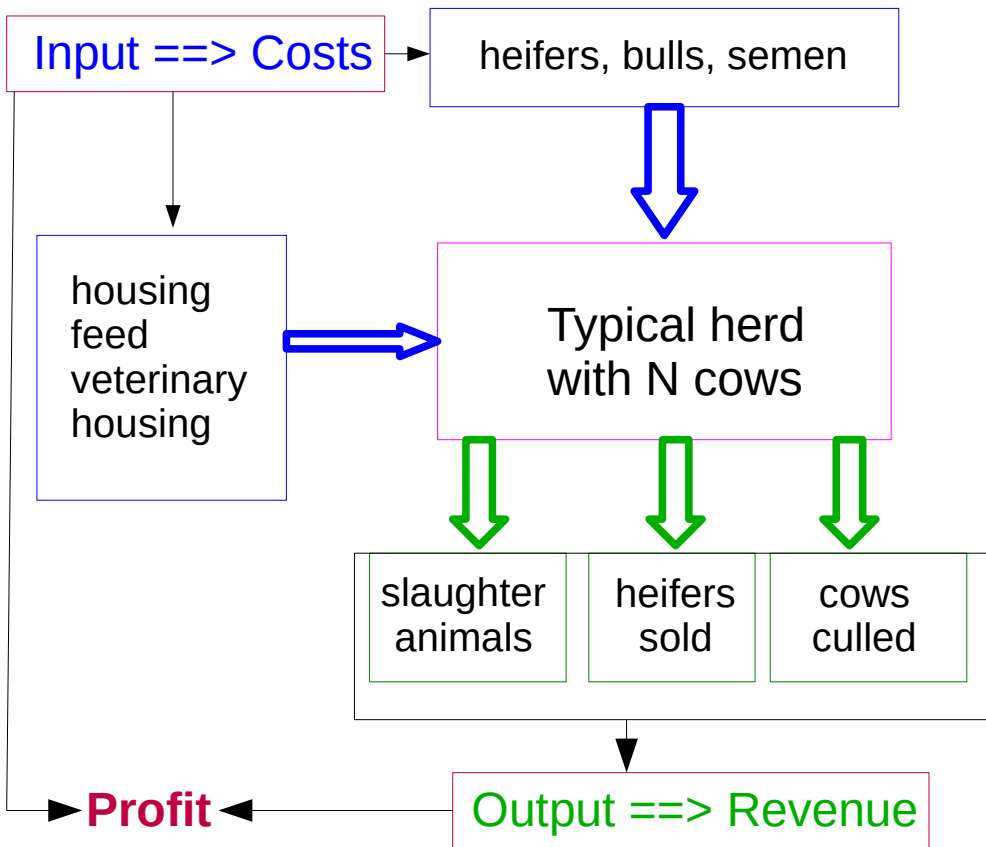 Input ==> Costs
heifers, bulls, semen
housing
feed
veterinary
housing
Typical herd
with N cows
slaughter
animals
heifers
sold
cows
culled
Profit
Output ==> Revenue